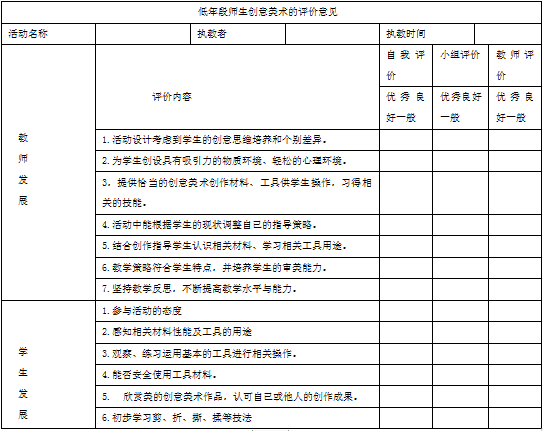 低年段师生创意美术的评价意见
活动名称 执教者 执教时间
教师发展
评价内容
自我评价
小组评价
教师评价
优秀良好一般
优秀良好一般
优秀良好一般
1.活动设计考虑到学生的创意思维培养和个别差异。
2.为学生创设具有吸引力的物质环境、轻松的心理环境。
3．提供恰当的创意美术创作材料、工具供学生操作，习得相
关的技能。
4.活动中能根据学生的现状调整自己的指导策略。
5.结合创作指导学生认识相关材料、学习相关工具用途。
6.教学策略符合学生特点，并培养学生的审美能力。
7.坚持教学反思，不断提高教学水平与能力。
学生发展
1.参与活动的态度
2.感知相关材料性能及工具的用途
3.观察、练习运用基本的工具进行相关操作。
4.能否安全使用工具材料。
5. 欣赏美的创意美术作品，认可自己或他人的创作成果。
6.初步学习剪、折、撕、揉等技法